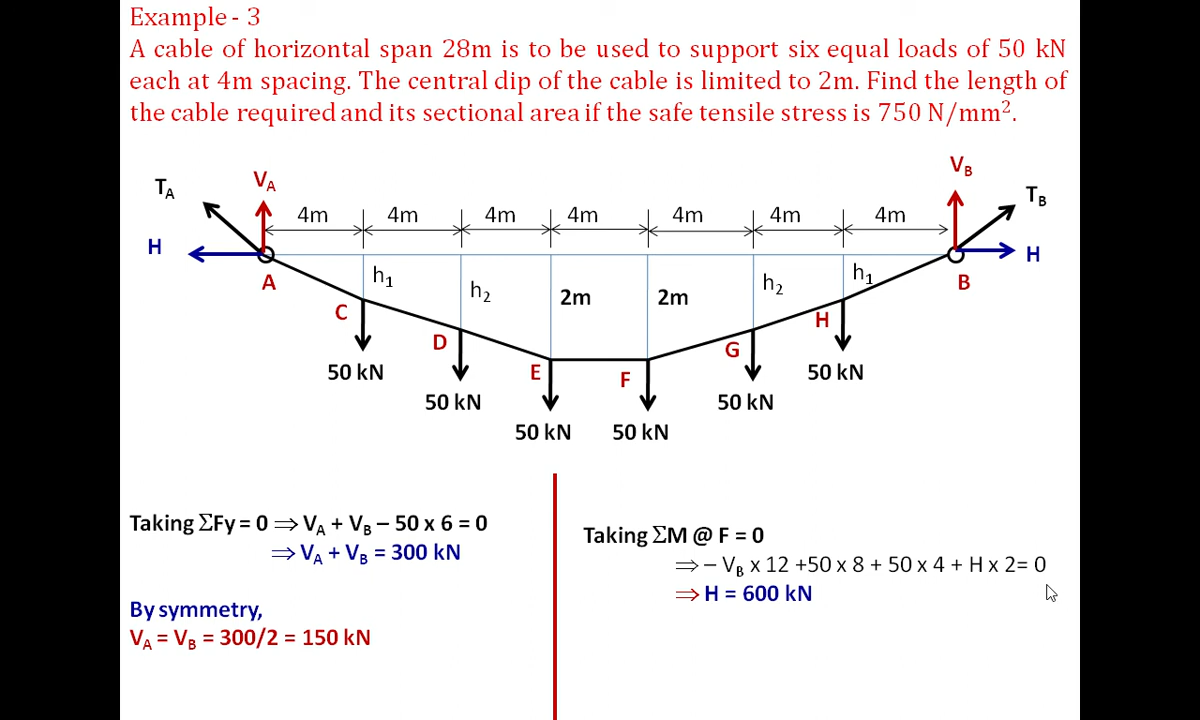 Example - 3
A cable of horizontal span 28m is to be used to support six equal loads of 50 kN
each at 4m spacing. The central dip of the cable is limited to 2m. Find the length of
the cable required and its sectional area if the safe tensile stress is 750 N/mm².
V_B
T_A V_A T_B
4m 4m 4m 4m 4m 4m 4m
H H
A h₁ h₂ 2m 2m h₂ h₁ B
C D E F G H
50 kN 50 kN
50 kN 50 kN
50 kN 50 kN
Taking ΣFy = 0 ⇒ V_A + V_B – 50 x 6 = 0
⇒ V_A + V_B = 300 kN
By symmetry,
V_A = V_B = 300/2 = 150 kN
Taking ΣM @ F = 0
⇒ – V_B x 12 +50 x 8 + 50 x 4 + H x 2= 0
⇒ H = 600 kN